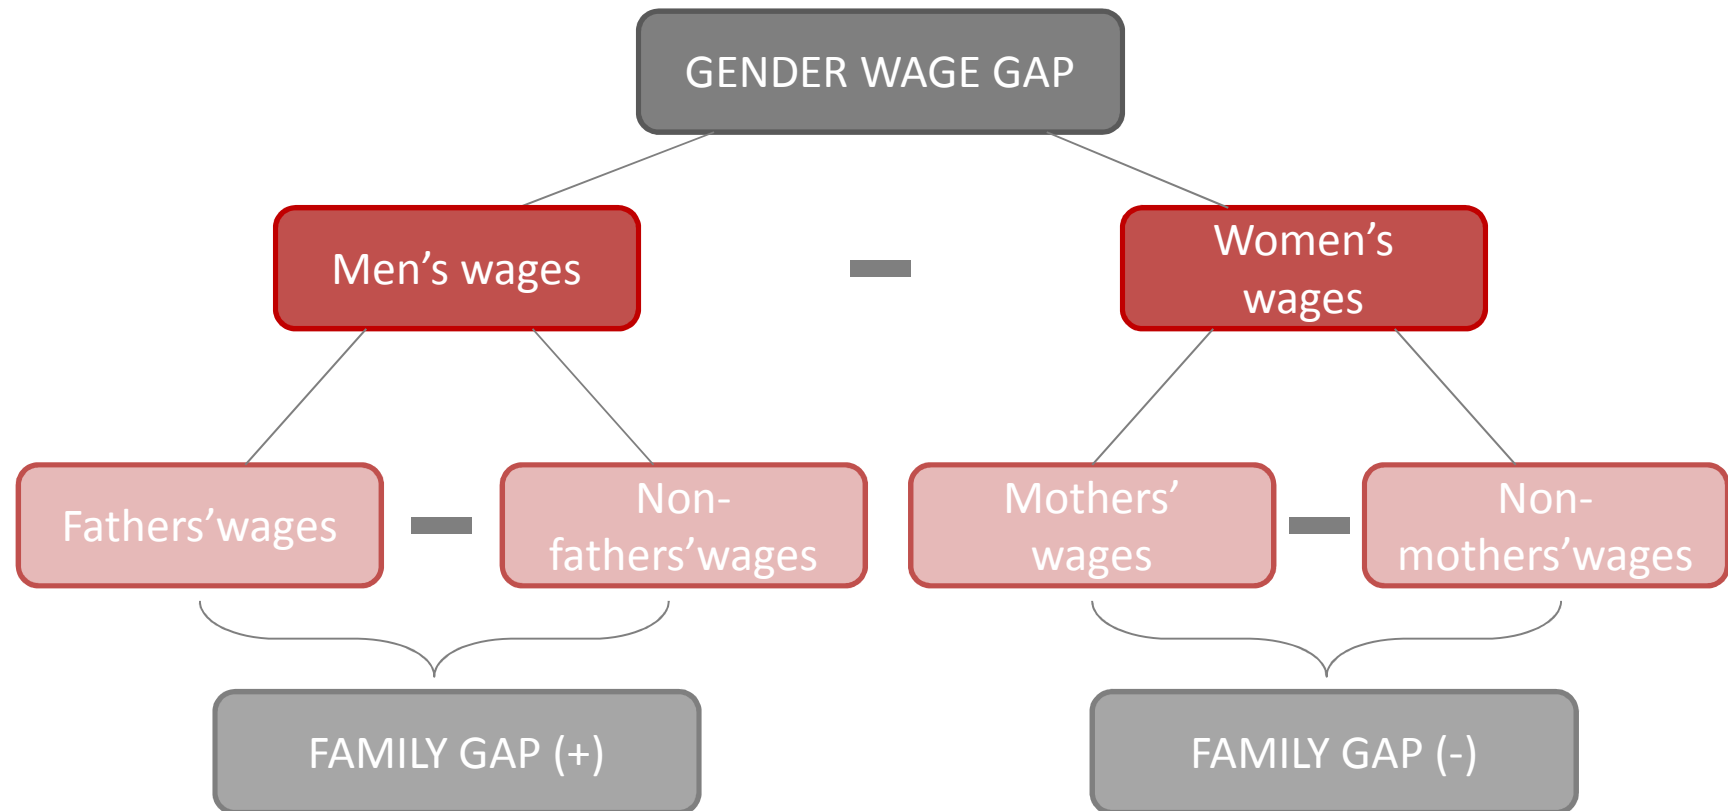 GENDER WAGE GAP
Men’s wages
Women’s
wages
Fathers’wages
Non-
fathers’wages
Mothers’
wages
Non-
mothers’wages
FAMILY GAP (+)
FAMILY GAP (-)